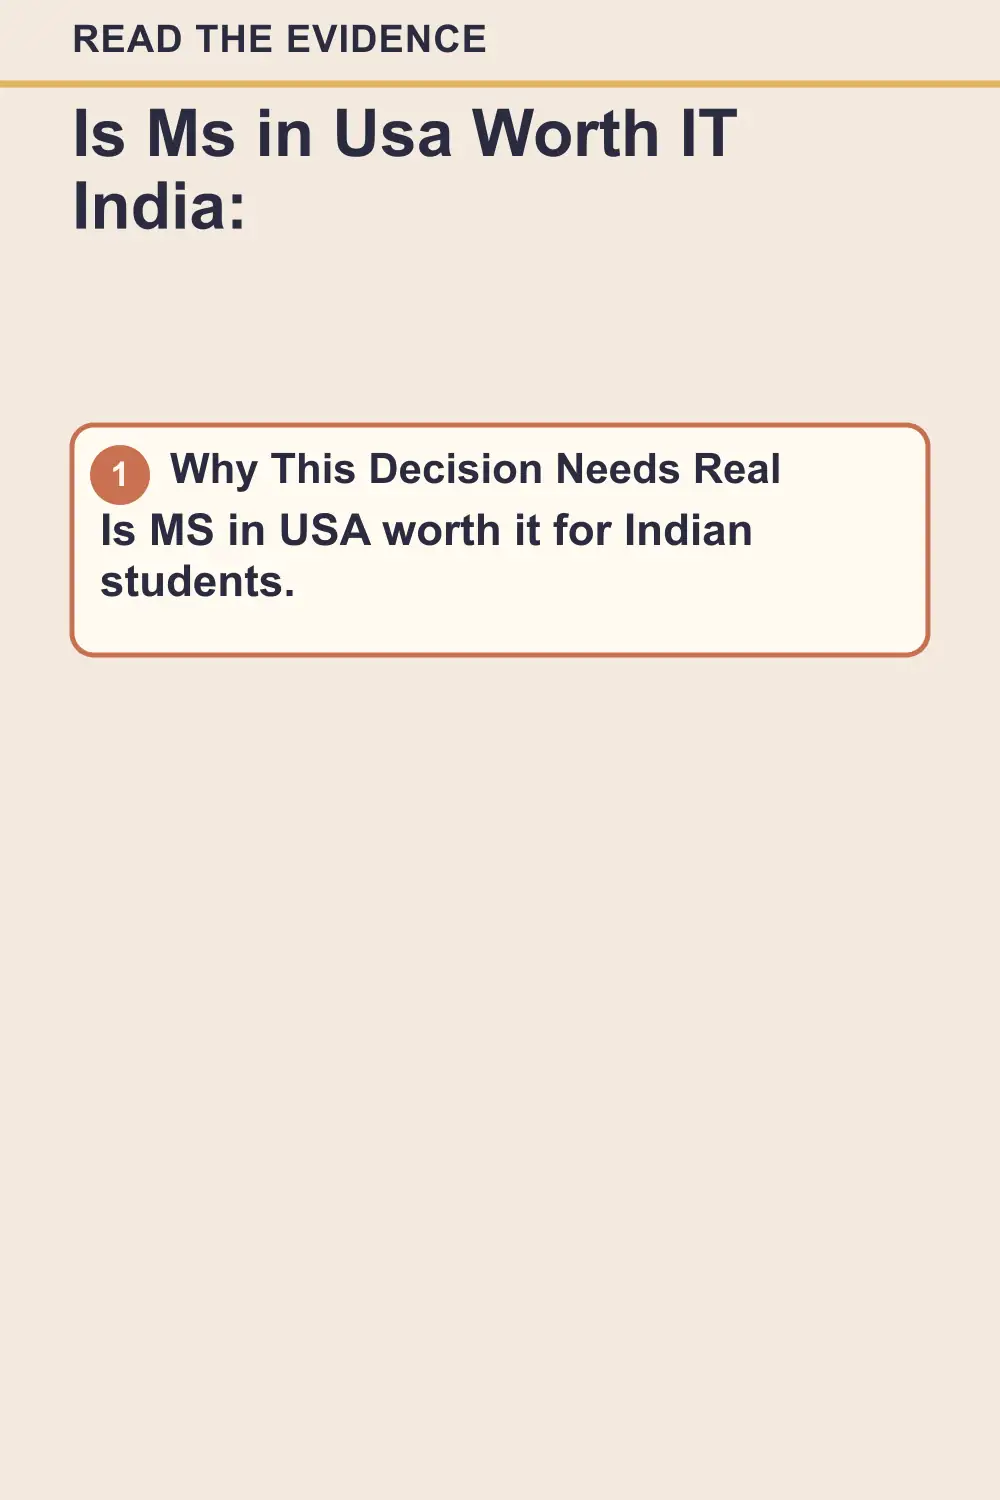 READ THE EVIDENCE
Is Ms in Usa Worth IT
India:
1 Why This Decision Needs Real
Is MS in USA worth it for Indian
students.